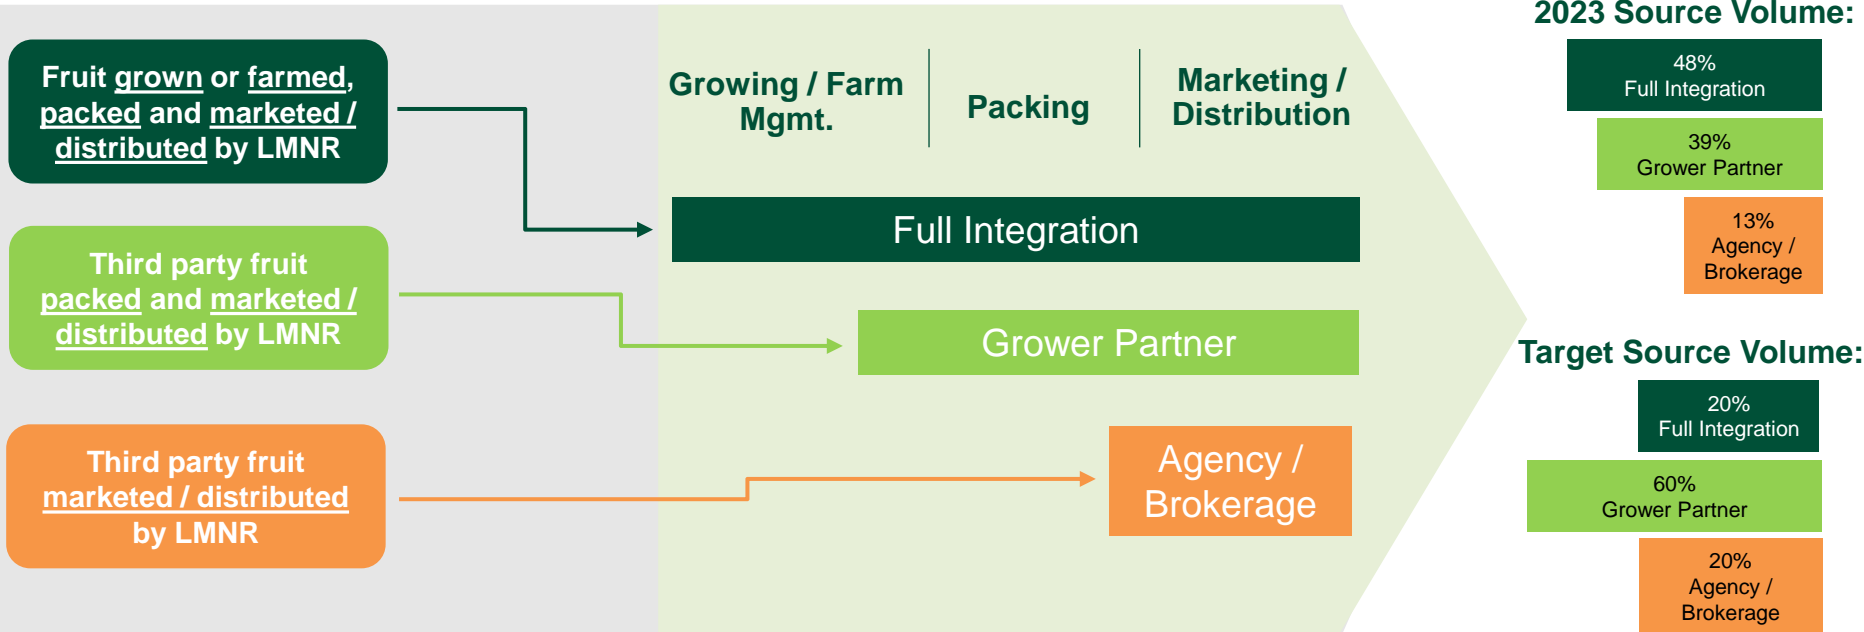 Fruit grown or farmed,
packed and marketed /
distributed by LMNR
Third party fruit
packed and marketed /
distributed by LMNR
Third party fruit
marketed / distributed
by LMNR
Growing / Farm
Mgmt.
Packing
Marketing /
Distribution
Full Integration
Grower Partner
Agency /
Brokerage
2023 Source Volume:
48%
Full Integration
39%
Grower Partner
13%
Agency /
Brokerage
Target Source Volume:
20%
Full Integration
60%
Grower Partner
20%
Agency /
Brokerage